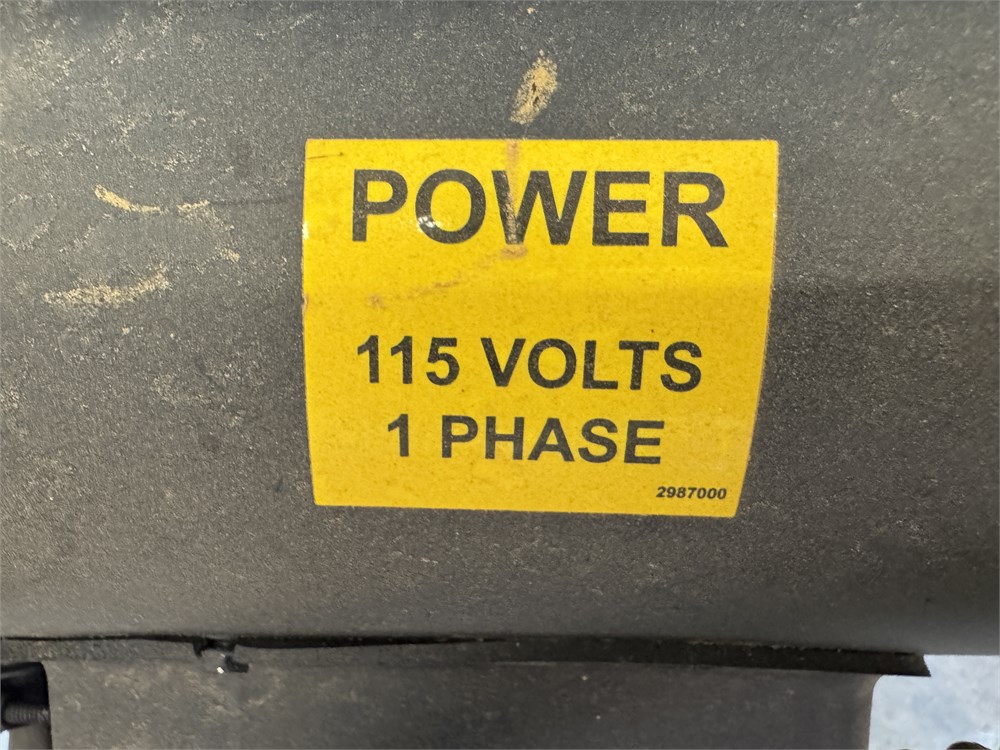 POWER
115 VOLTS
1 PHASE
2987000